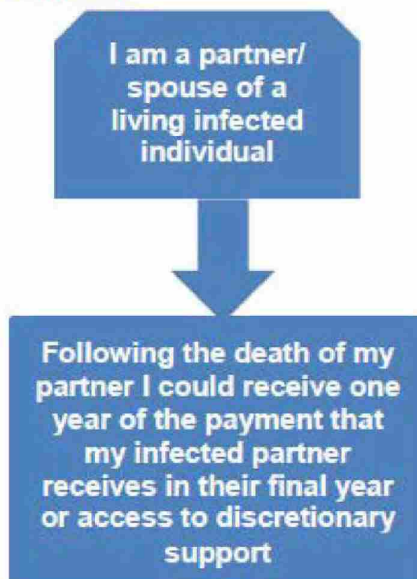 I am a partner/
spouse of a
living infected
individual
Following the death of my
partner I could receive one
year of the payment that
my infected partner
receives in their final year
or access to discretionary
support